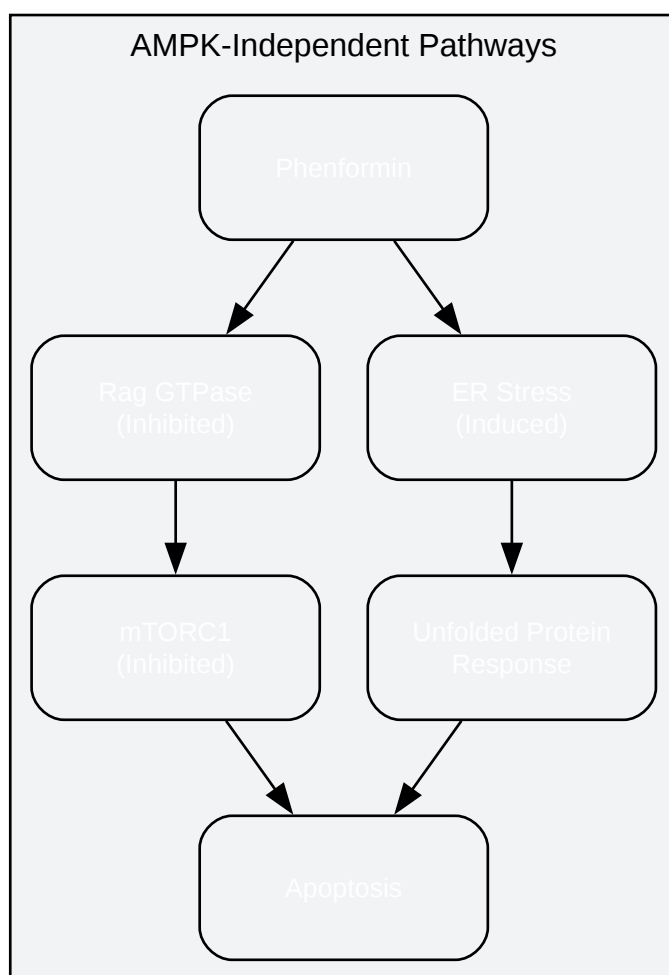 AMPK-Independent Pathways
Phenformin
Rag GTPase
(Inhibited)
ER Stress
(Induced)
mTORC1
(Inhibited)
Unfolded Protein
Response
Apoptosis